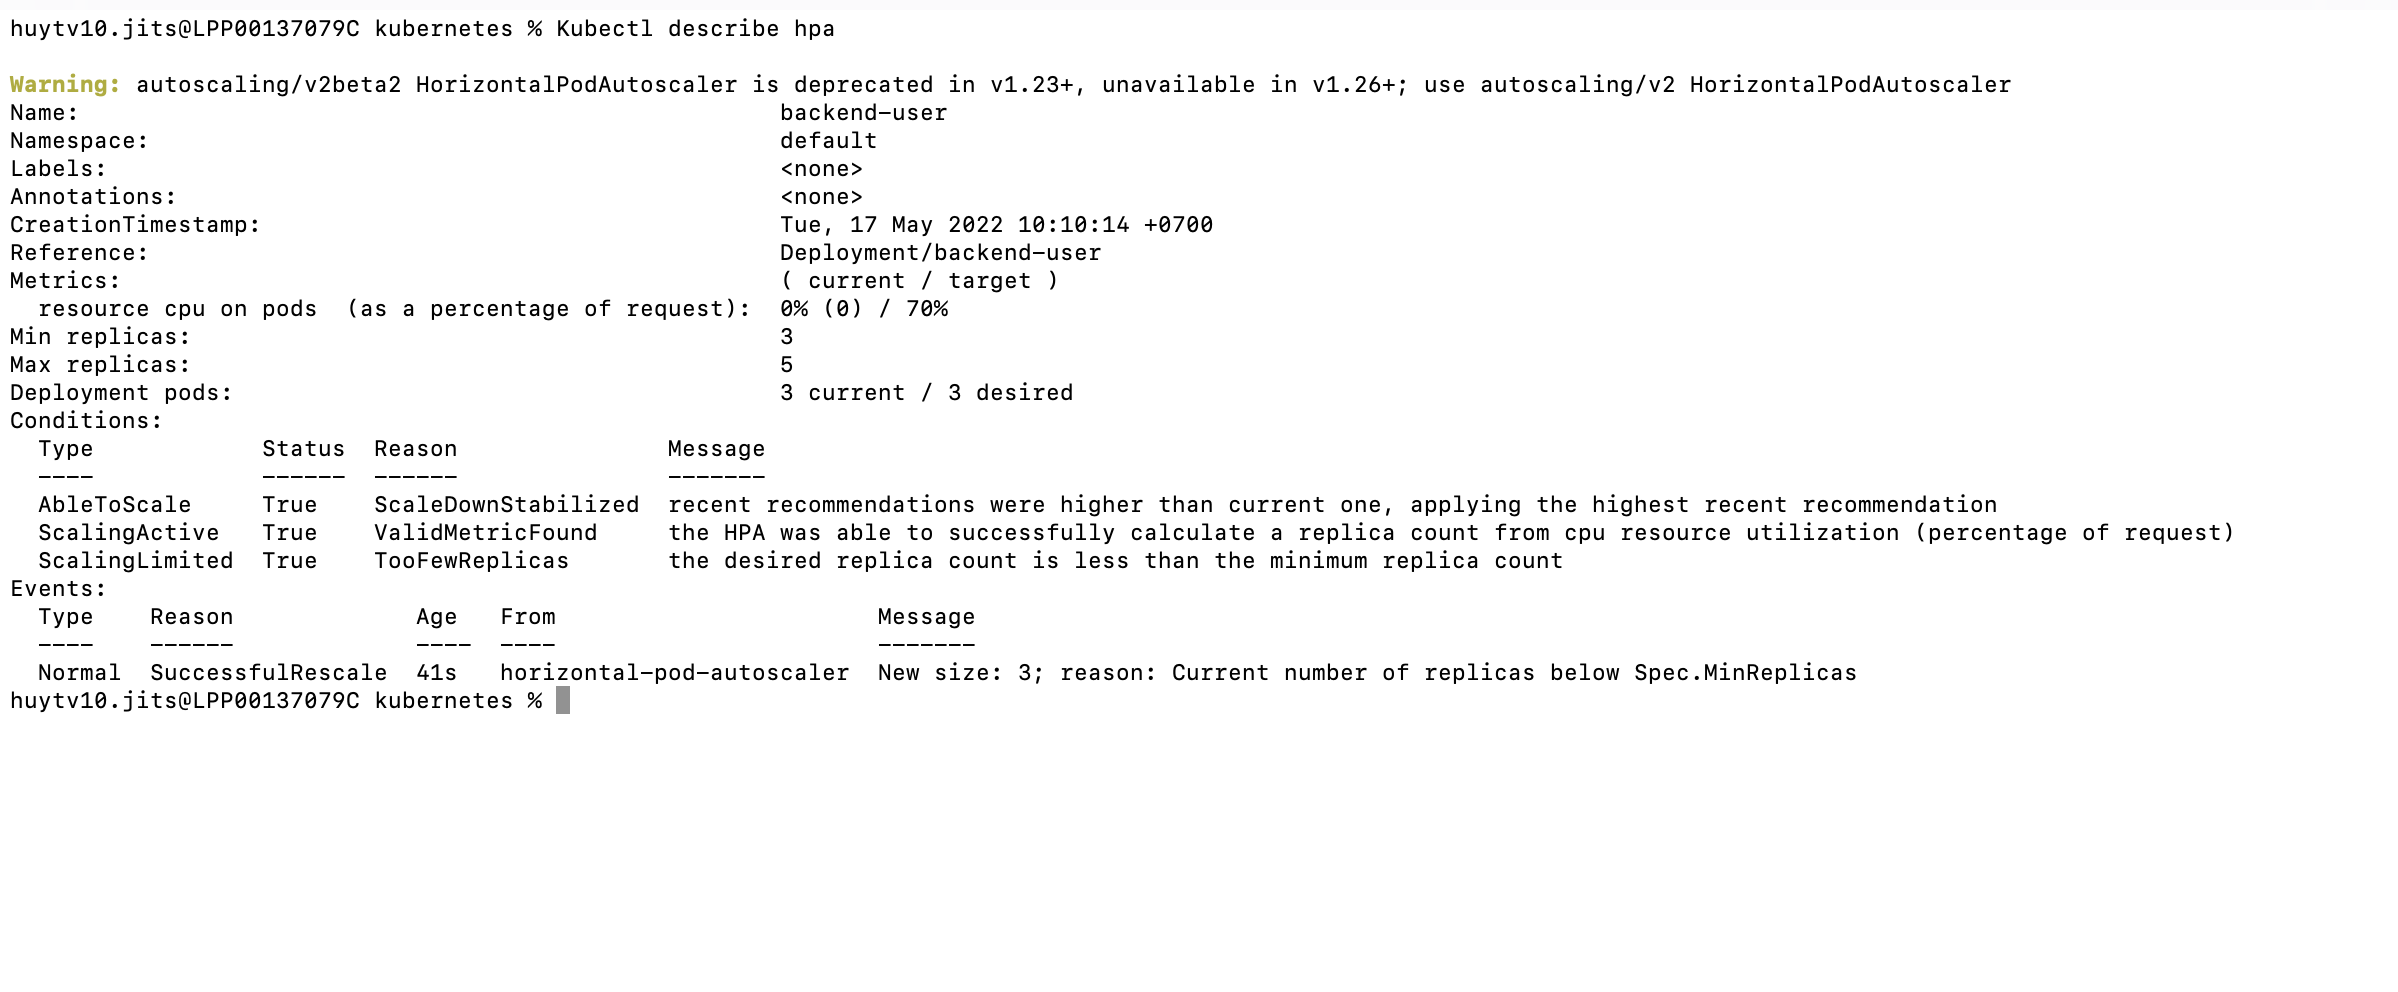 huytv10.jits@LPP00137079C kubernetes % Kubectl describe hpa
Warning: autoscaling/v2beta2 HorizontalPodAutoscaler is deprecated in v1.23+, unavailable in v1.26+; use autoscaling/v2 HorizontalPodAutoscaler
Name:                                                  backend-user
Namespace:                                             default
Labels:                                                <none>
Annotations:                                           <none>
CreationTimestamp:                                     Tue, 17 May 2022 10:10:14 +0700
Reference:                                             Deployment/backend-user
Metrics:                                               ( current / target )
  resource cpu on pods  (as a percentage of request):  0% (0) / 70%
Min replicas:                                          3
Max replicas:                                          5
Deployment pods:                                       3 current / 3 desired
Conditions:
  Type            Status  Reason               Message
  ----            ------  ------               -------
  AbleToScale     True    ScaleDownStabilized  recent recommendations were higher than current one, applying the highest recent recommendation
  ScalingActive   True    ValidMetricFound     the HPA was able to successfully calculate a replica count from cpu resource utilization (percentage of request)
  ScalingLimited  True    TooFewReplicas       the desired replica count is less than the minimum replica count
Events:
  Type    Reason             Age   From                       Message
  ----    ------             ----  ----                       -------
  Normal  SuccessfulRescale  41s   horizontal-pod-autoscaler  New size: 3; reason: Current number of replicas below Spec.MinReplicas
huytv10.jits@LPP00137079C kubernetes %